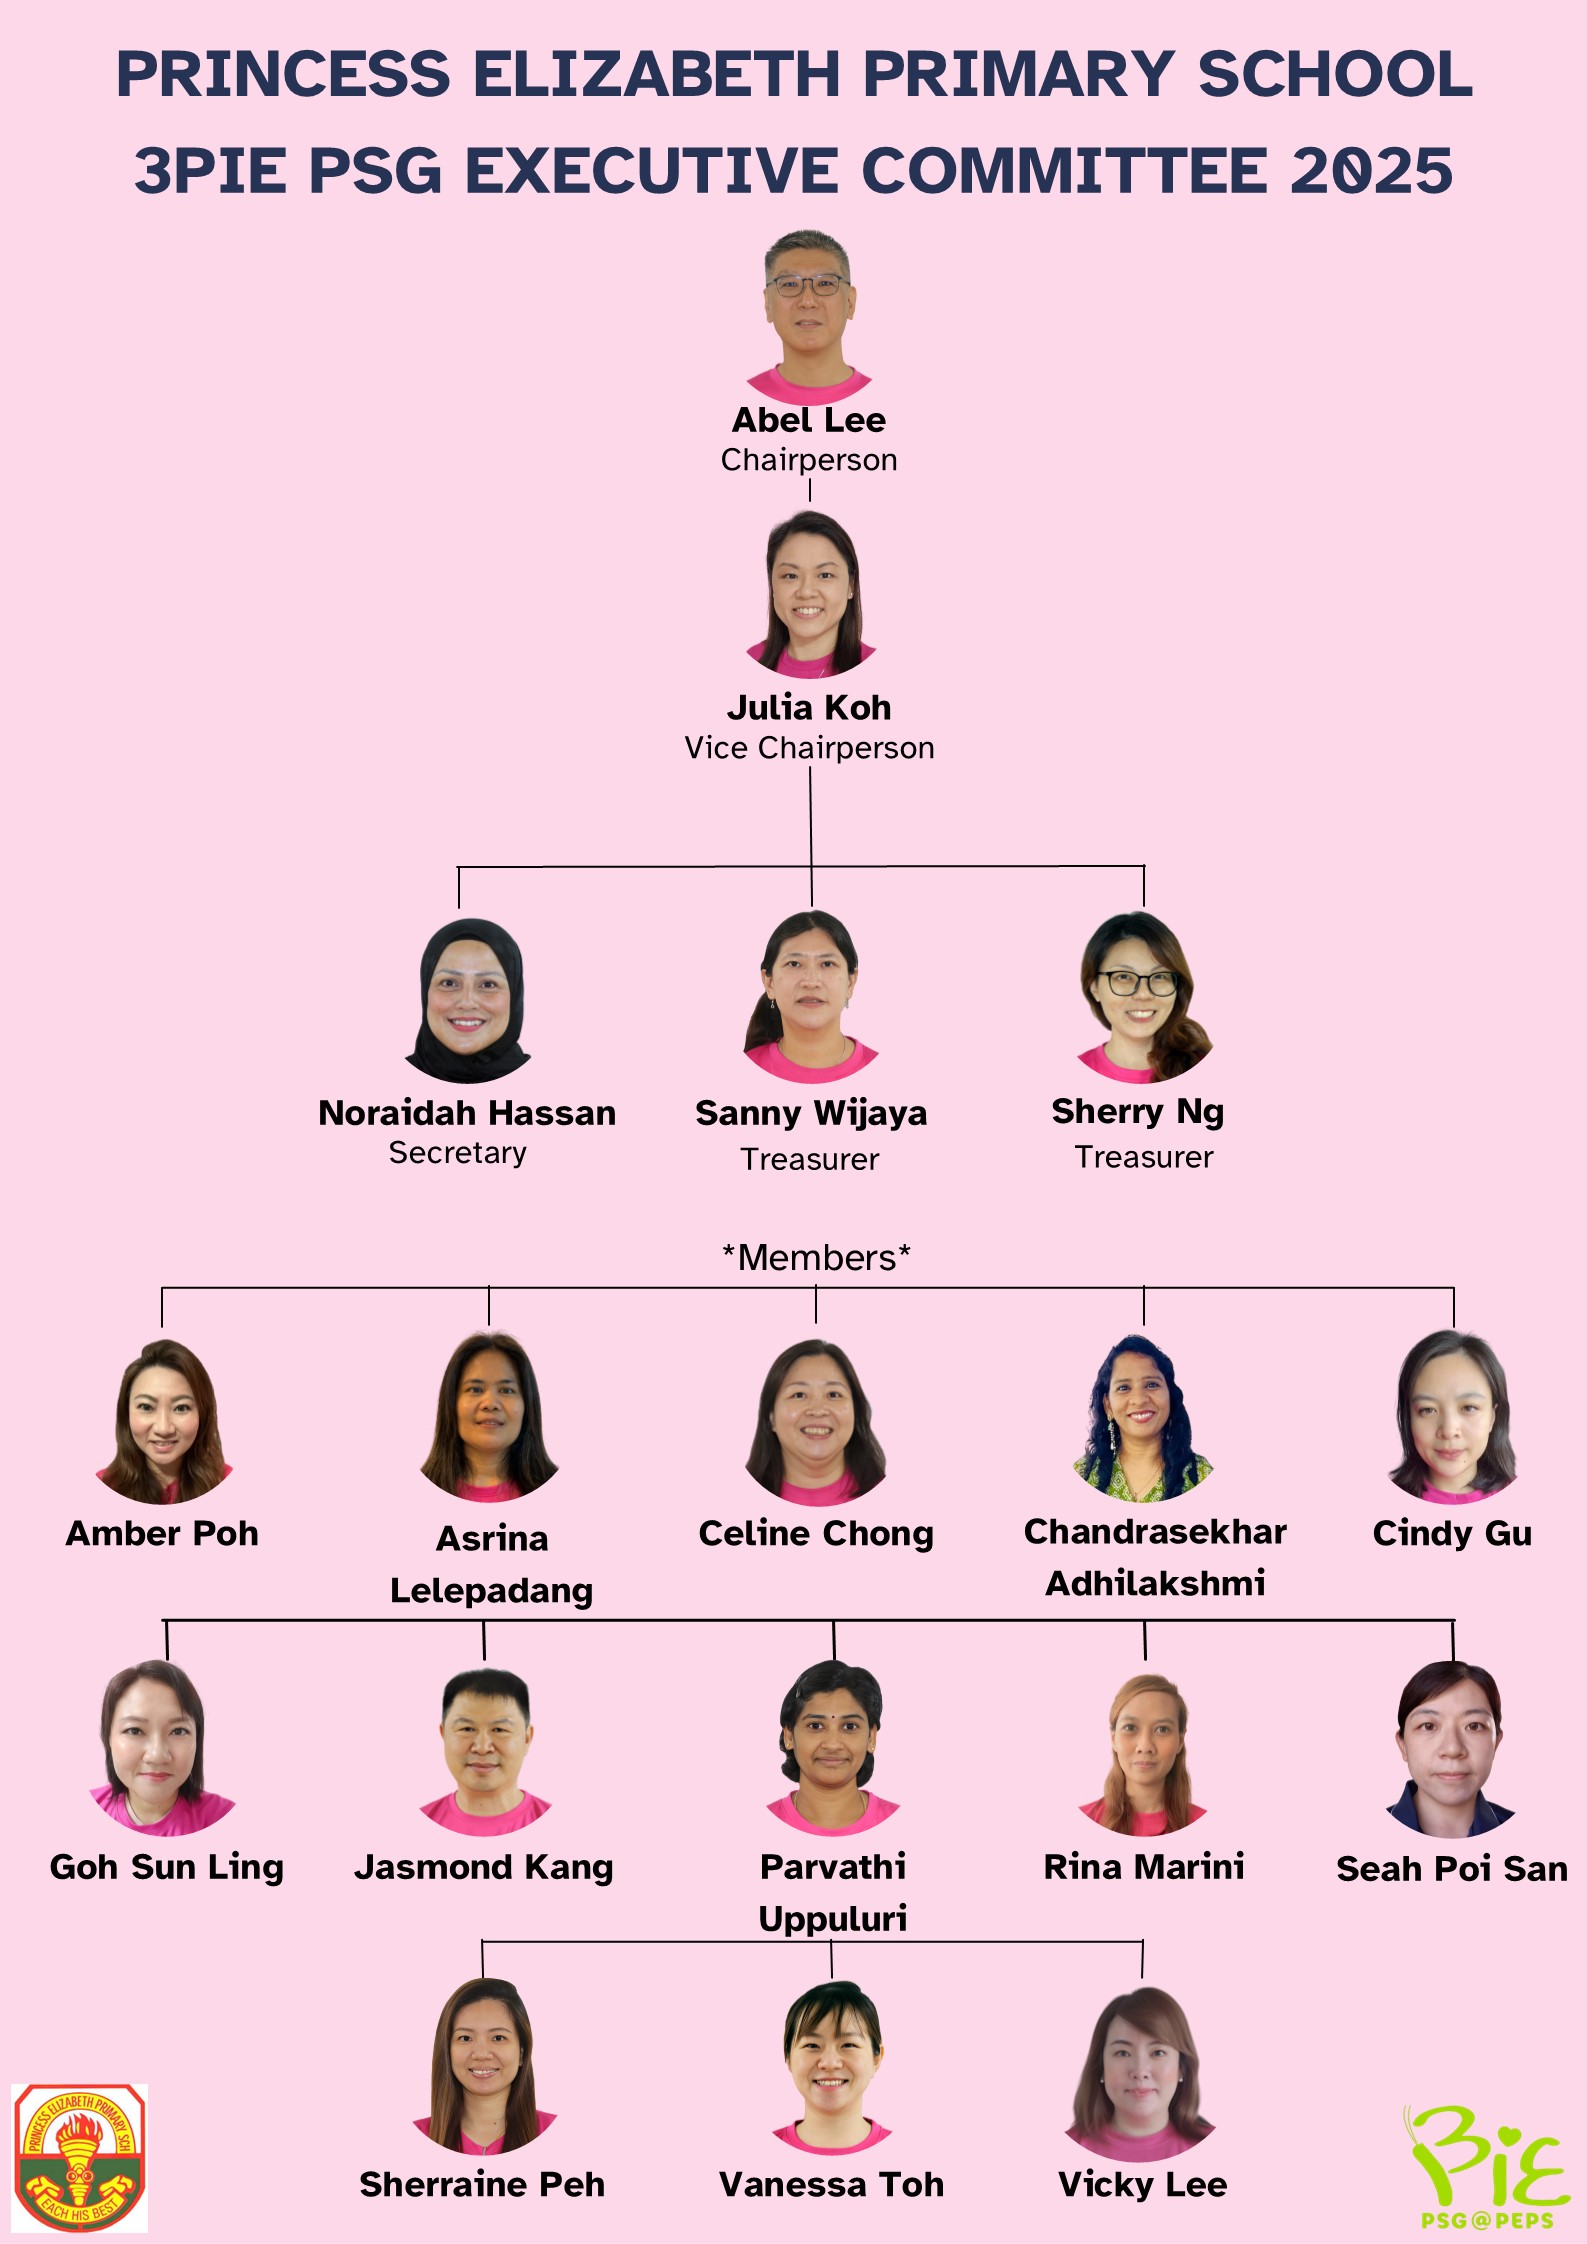 PRINCESS ELIZABETH PRIMARY SCHOOL
3PIE PSG EXECUTIVE COMMITTEE 2025
Abel Lee
Chairperson
Julia Koh
Vice Chairperson
Noraidah Hassan
Secretary
Sanny Wijaya
Treasurer
Sherry Ng
Treasurer
*Members*
Amber Poh
Asrina
Lelepadang
Celine Chong
Chandrasekhar
Adhilakshmi
Cindy Gu
Goh Sun Ling
Jasmond Kang
Parvathi
Uppuluri
Rina Marini
Seah Poi San
Sherraine Peh
Vanessa Toh
Vicky Lee
PRINCESS ELIZABETH PRIMARY SCH
EACH HIS BEST
3PiE
PSG@PEPS